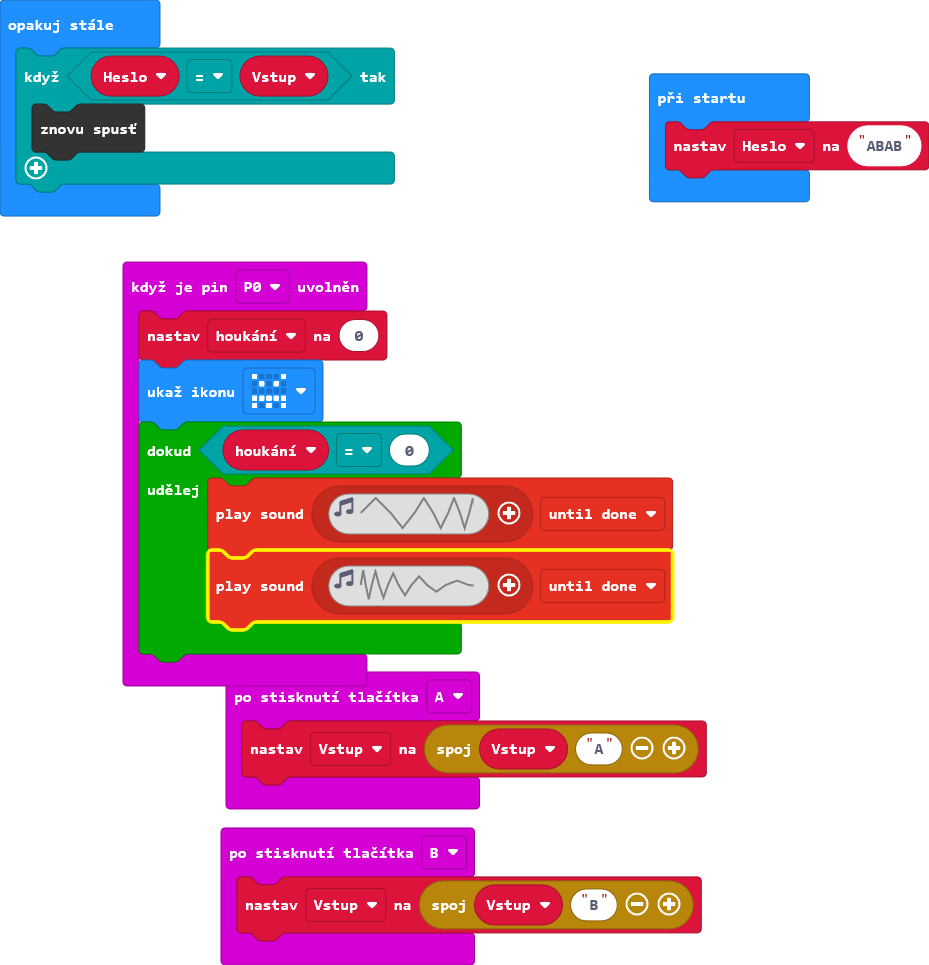 opakuj stále
když Heslo = Vstup tak
znovu spusť
při startu
nastav Heslo na "ABAB"
když je pin P0 uvolněn
nastav houkání na 0
ukaž ikonu
dokud houkání = 0
udělej
play sound until done
play sound until done
po stisknutí tlačítka A
nastav Vstup na spoj Vstup "A"
po stisknutí tlačítka B
nastav Vstup na spoj Vstup "B"